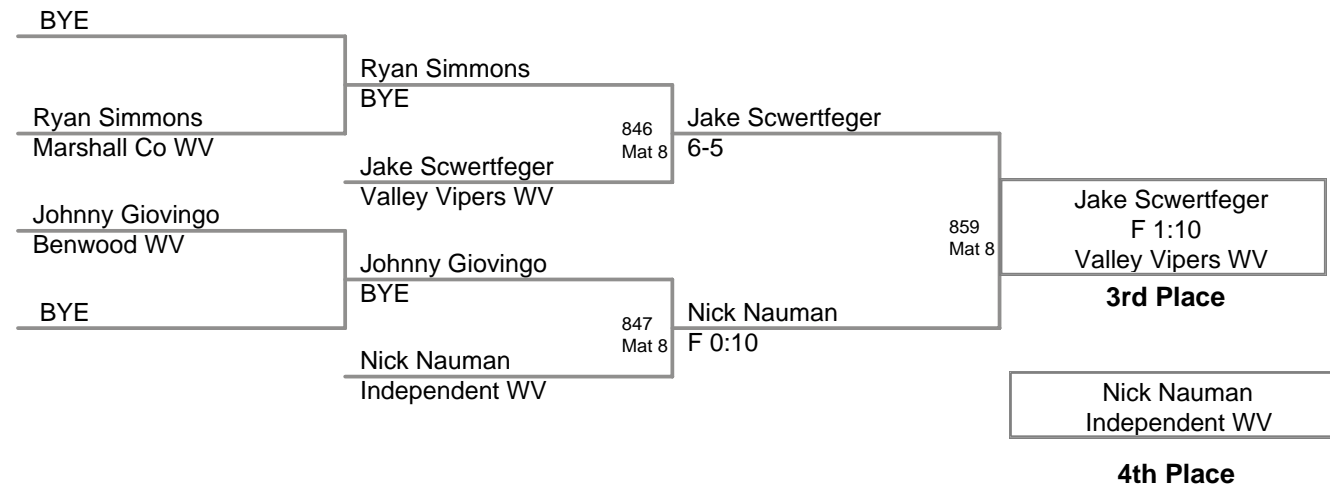 BYE
Ryan Simmons
BYE
Ryan Simmons
Marshall Co WV
846
Mat 8
Jake Scwertfeger
6-5
Jake Scwertfeger
Valley Vipers WV
Johnny Giovingo
Benwood WV
859
Mat 8
Jake Scwertfeger
F 1:10
Valley Vipers WV
3rd Place
Johnny Giovingo
BYE
BYE
847
Mat 8
Nick Nauman
F 0:10
Nick Nauman
Independent WV
Nick Nauman
Independent WV
4th Place